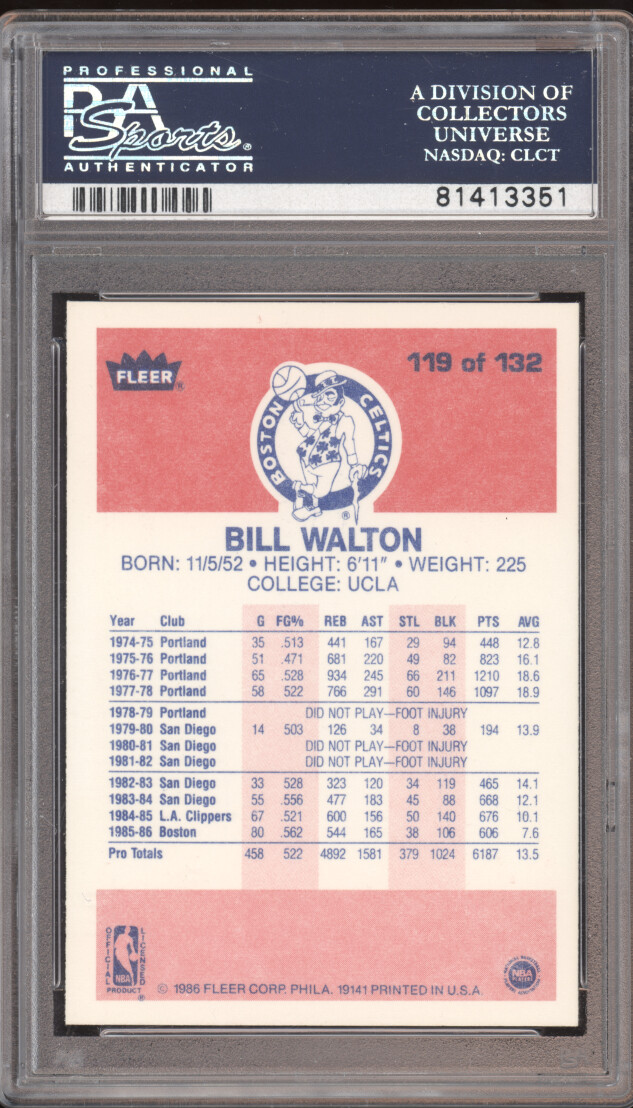 PROFESSIONAL
PSA
Sports
AUTHENTICATOR
A DIVISION OF
COLLECTORS
UNIVERSE
NASDAQ: CLCT
81413351
FLEER ®
119 of 132
BOSTON CELTICS
®
BILL WALTON
BORN: 11/5/52 • HEIGHT: 6'11" • WEIGHT: 225
COLLEGE: UCLA
Year Club G FG% REB AST STL BLK PTS AVG
1974-75 Portland 35 .513 441 167 29 94 448 12.8
1975-76 Portland 51 .471 681 220 49 82 823 16.1
1976-77 Portland 65 .528 934 245 66 211 1210 18.6
1977-78 Portland 58 .522 766 291 60 146 1097 18.9
1978-79 Portland DID NOT PLAY—FOOT INJURY
1979-80 San Diego 14 503 126 34 8 38 194 13.9
1980-81 San Diego DID NOT PLAY—FOOT INJURY
1981-82 San Diego DID NOT PLAY—FOOT INJURY
1982-83 San Diego 33 .528 323 120 34 119 465 14.1
1983-84 San Diego 55 .556 477 183 45 88 668 12.1
1984-85 L.A. Clippers 67 .521 600 156 50 140 676 10.1
1985-86 Boston 80 .562 544 165 38 106 606 7.6
Pro Totals 458 .522 4892 1581 379 1024 6187 13.5
OFFICIAL LICENSED
NBA
PRODUCT ®
© 1986 FLEER CORP. PHILA. 19141 PRINTED IN U.S.A.
NBA
PLAYERS